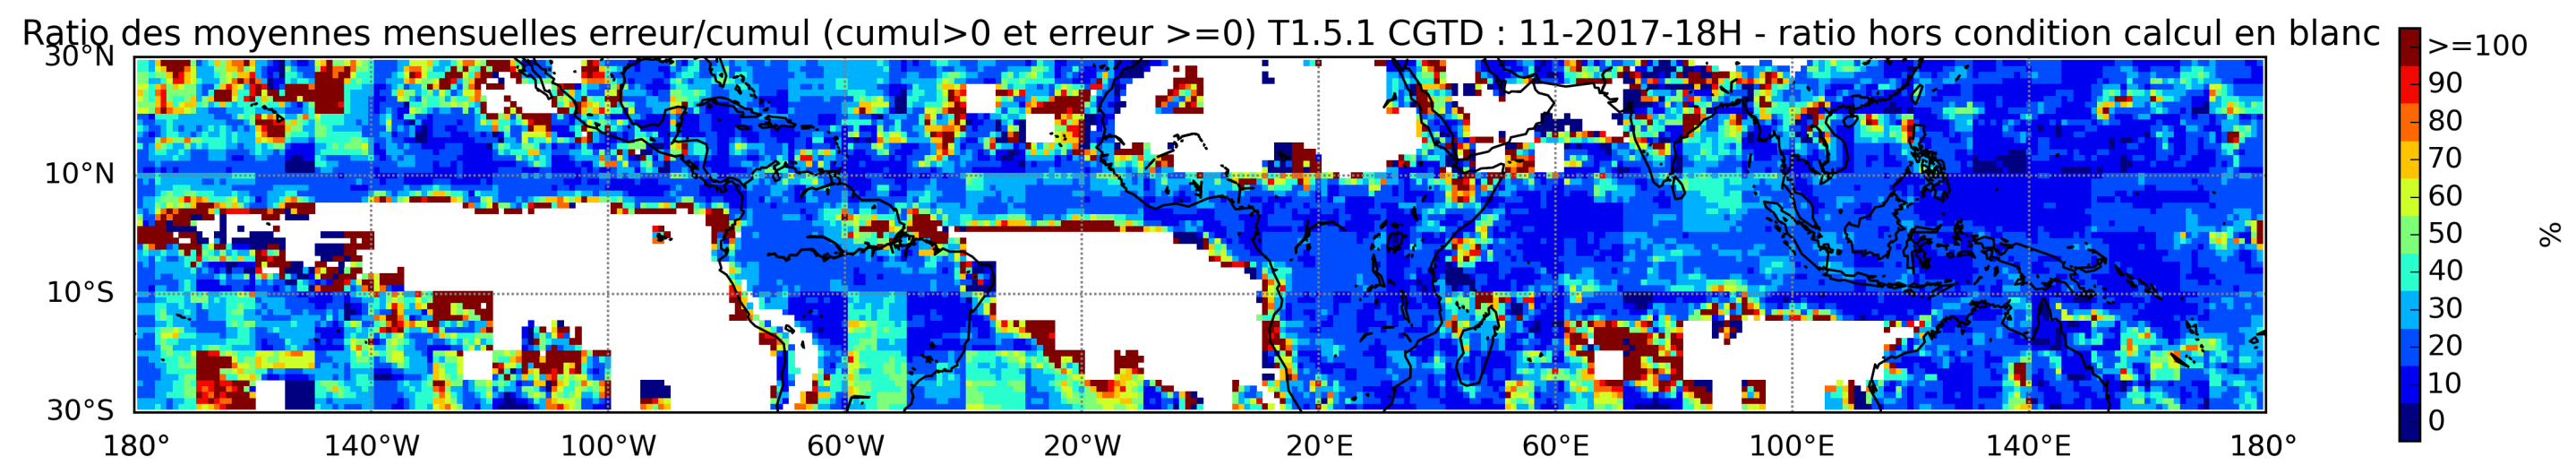 Ratio des moyennes mensuelles erreur/cumul (cumul>0 et erreur >=0) T1.5.1 CGTD : 11-2017-18H - ratio hors condition calcul en blanc
30°N
10°N
10°S
30°S
180°
140°W
100°W
60°W
20°W
20°E
60°E
100°E
140°E
180°
>=100
90
80
70
60
50
40
30
20
10
0
%